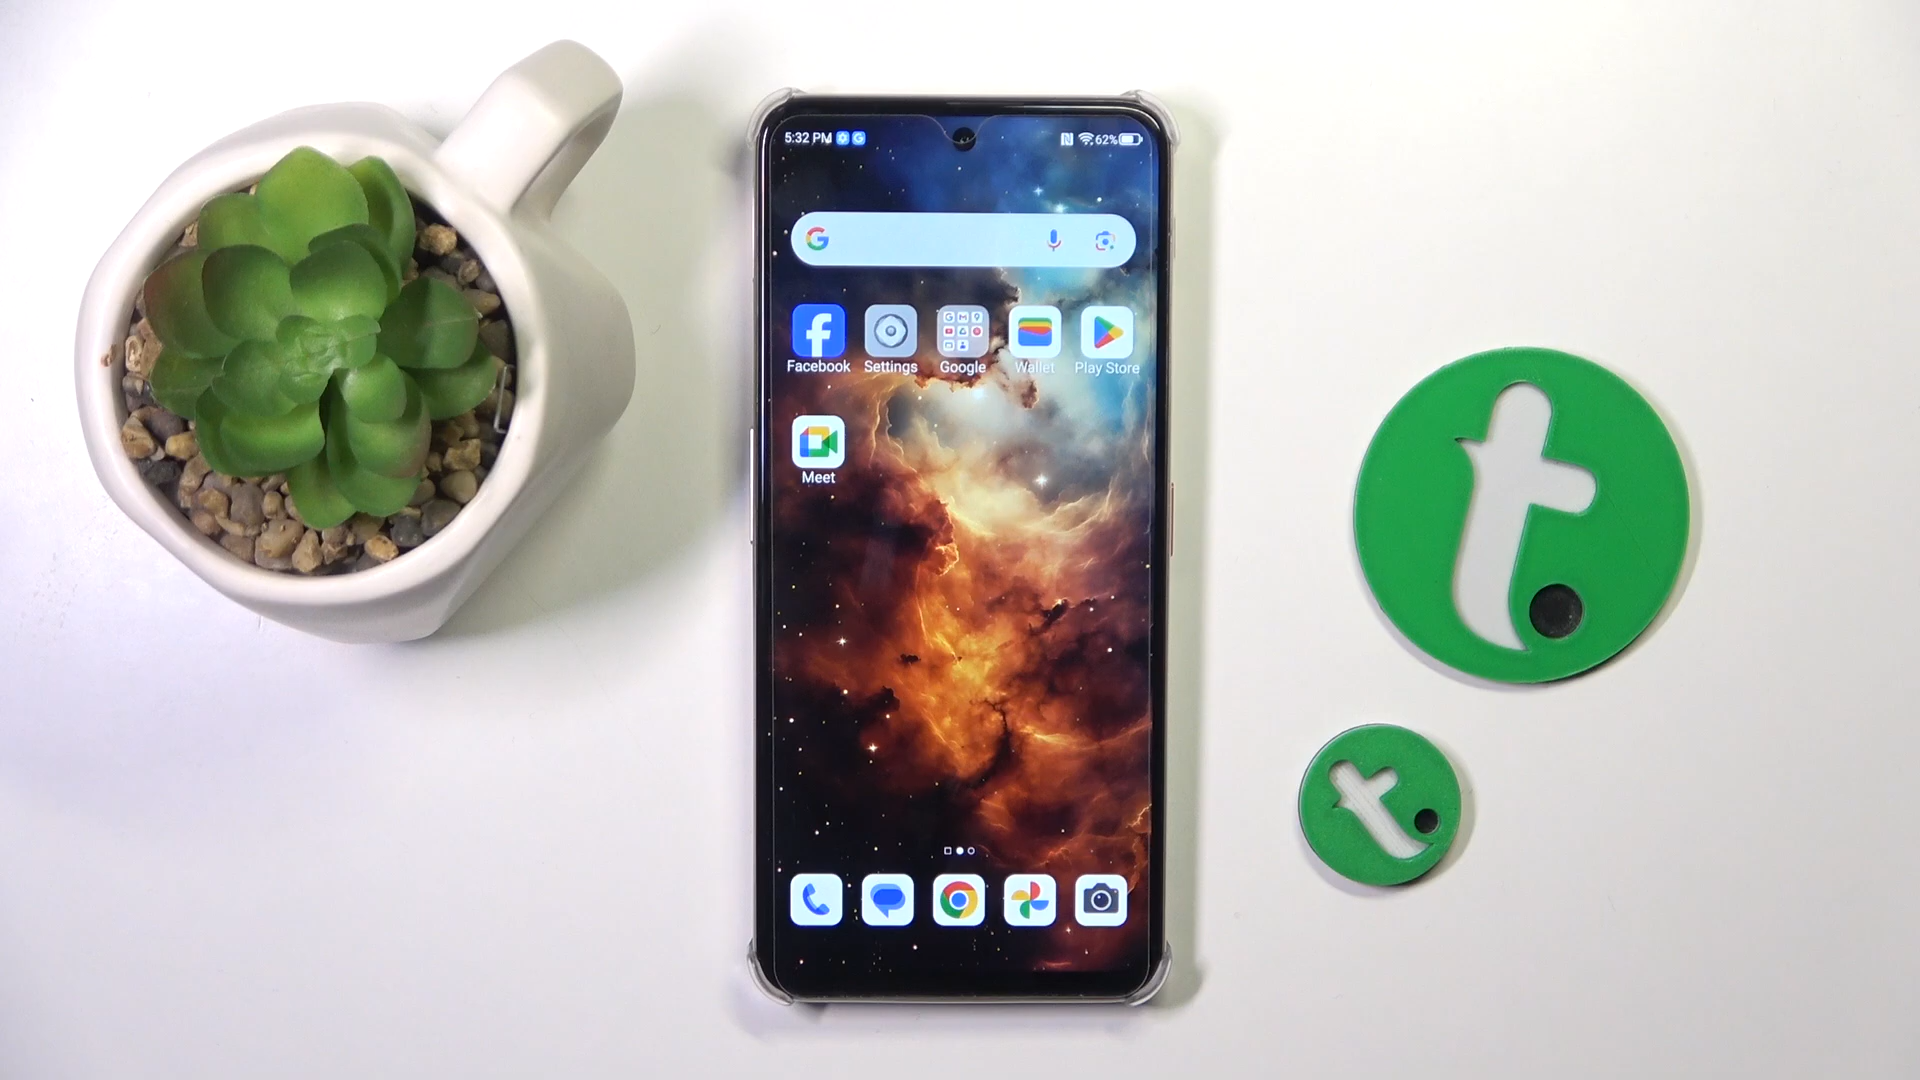 5:32 PM 62%
Facebook Settings Google Wallet Play Store
Meet
t
t